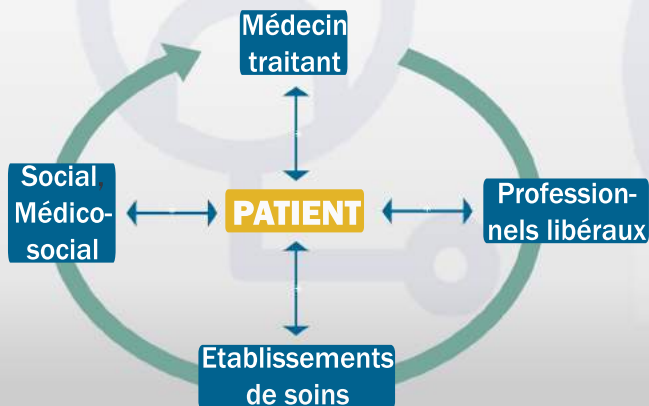 Médecin
traitant
Social,
Médico-
social
PATIENT
Profession-
nels libéraux
Etablissements
de soins